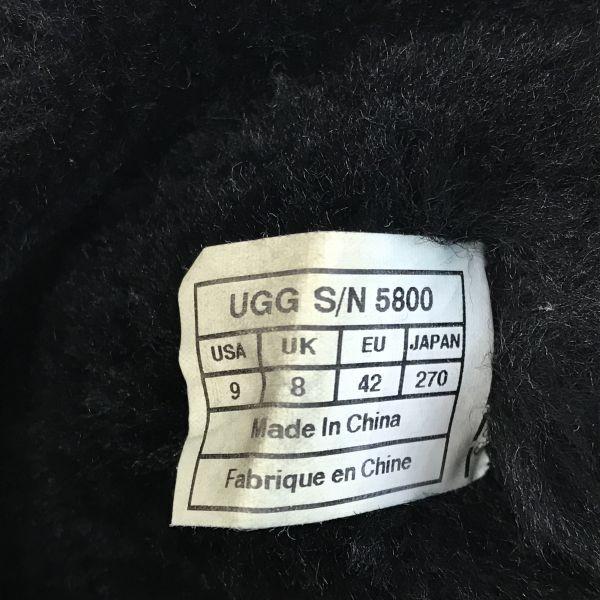 UGG S/N 5800
USA UK EU JAPAN
9 8 42 270
Made In China
Fabrique en Chine